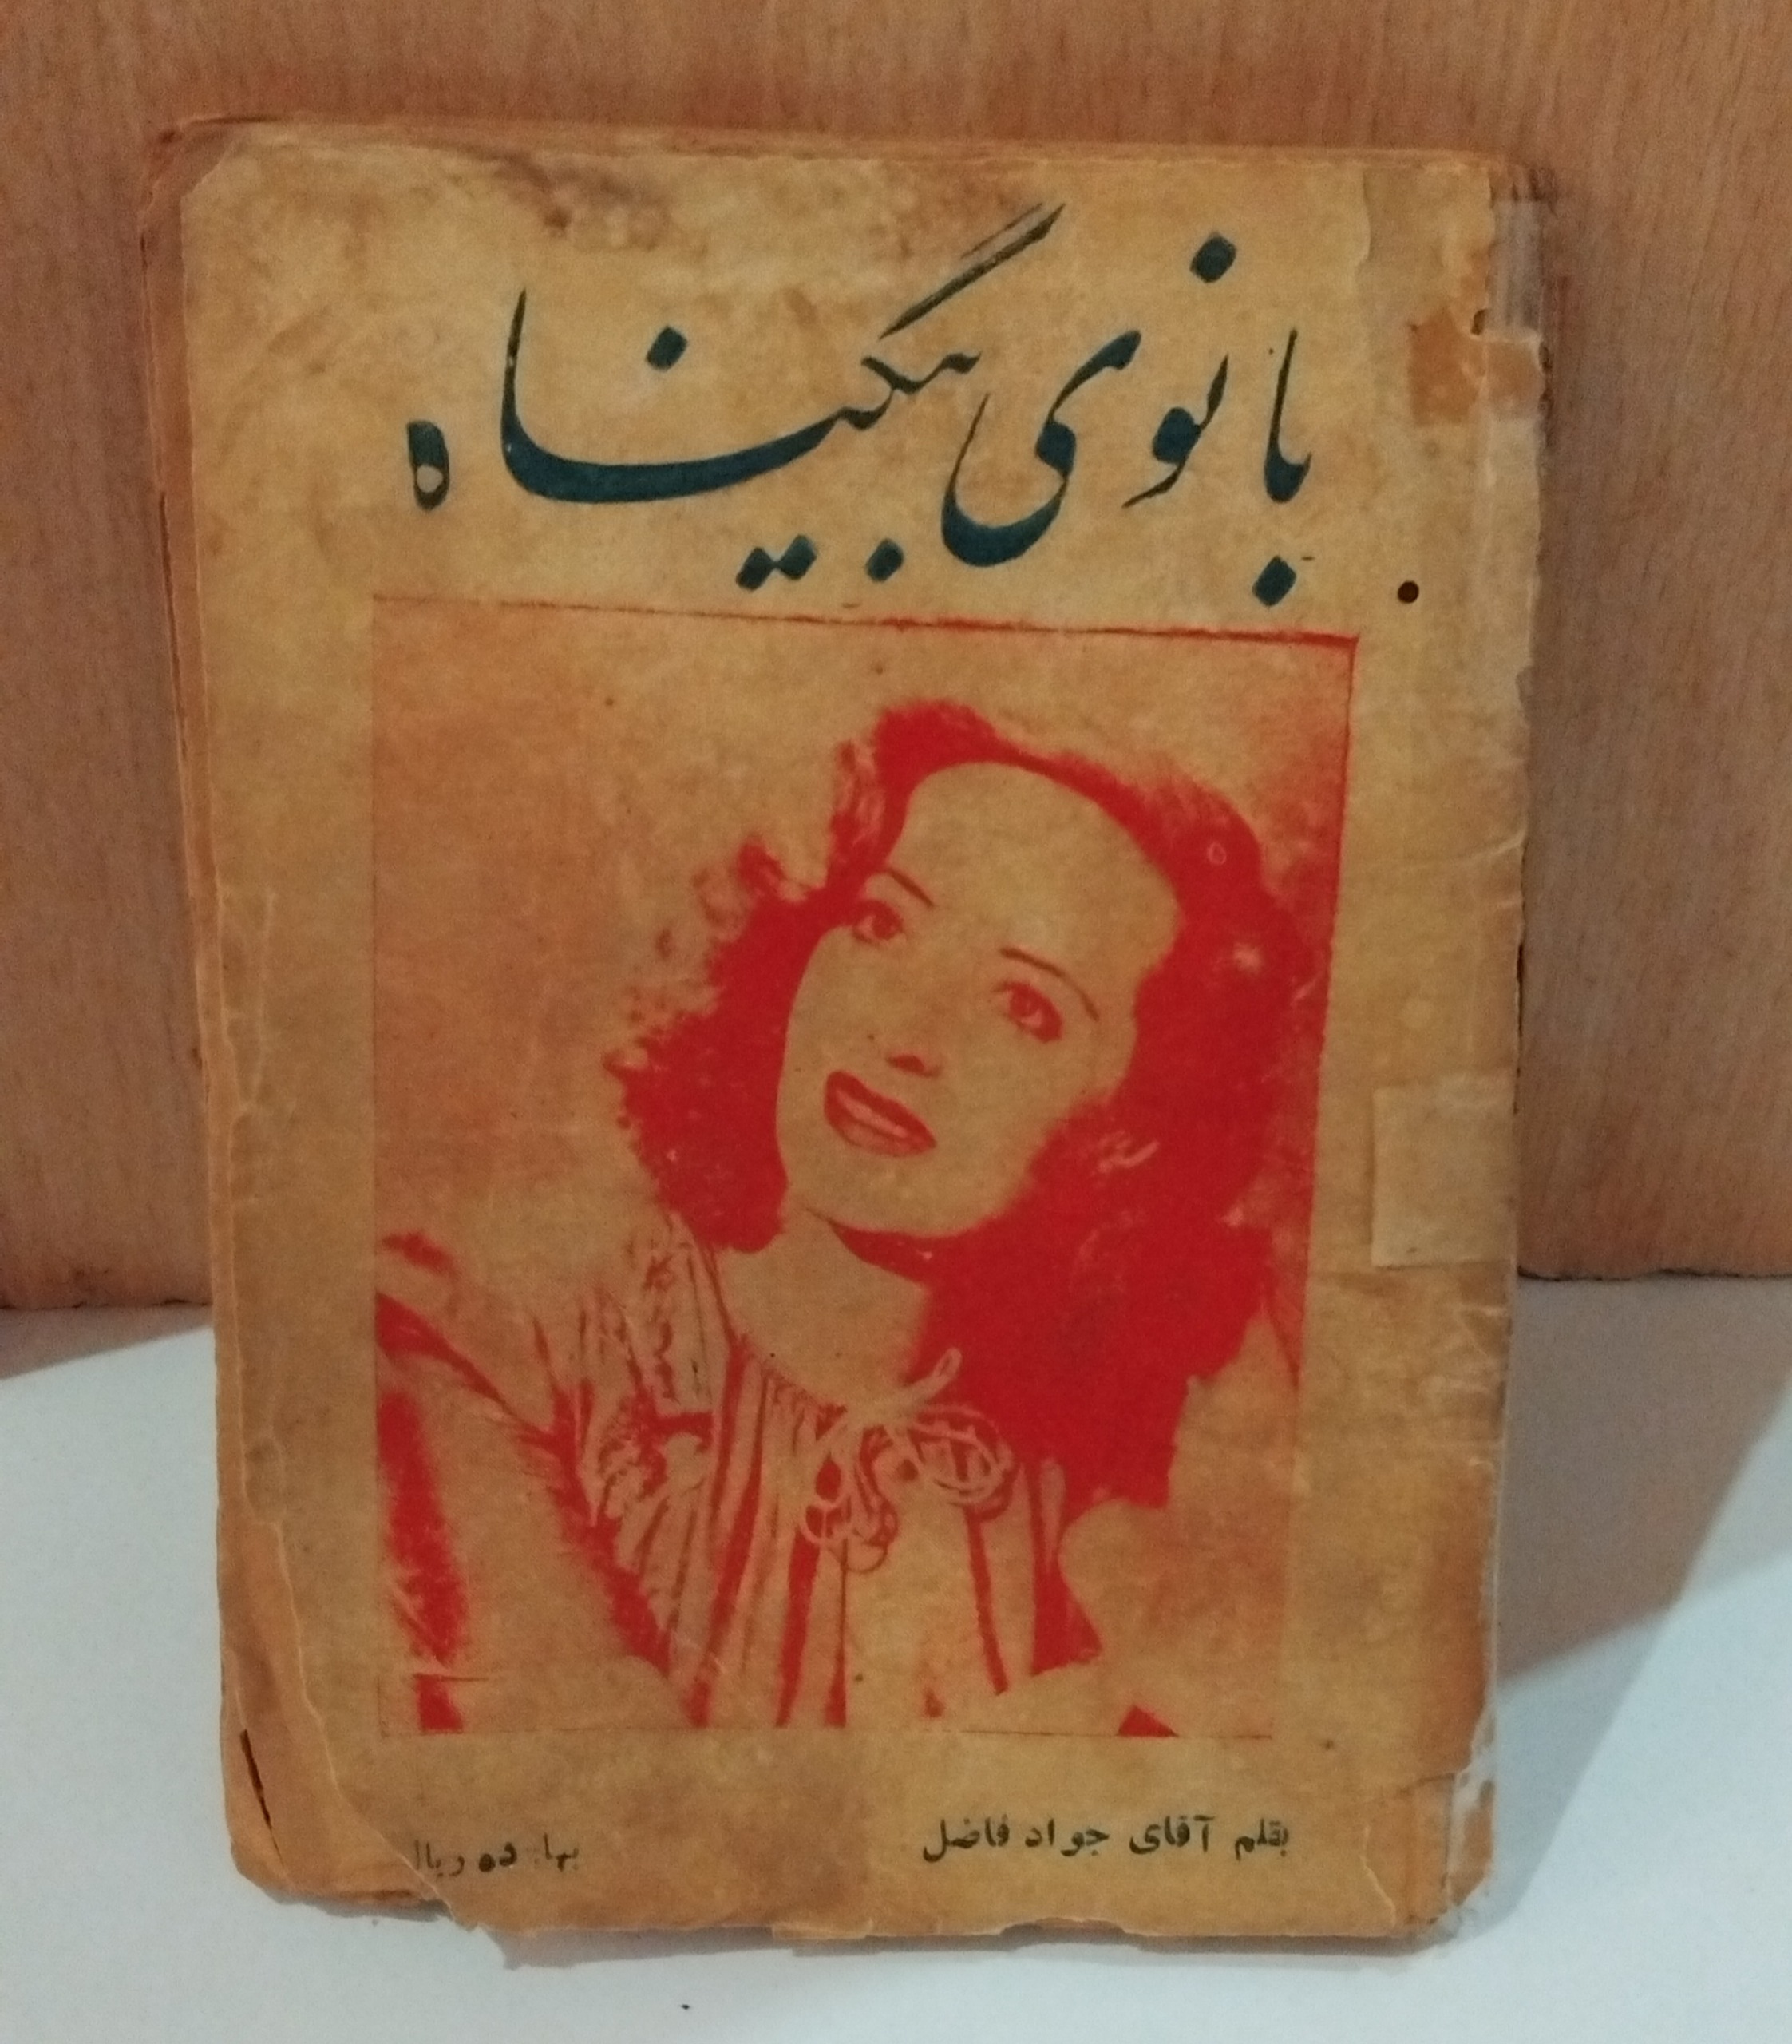 بانوی بیگناه
بقلم آقای جواد فاضل
بها: ده ریال